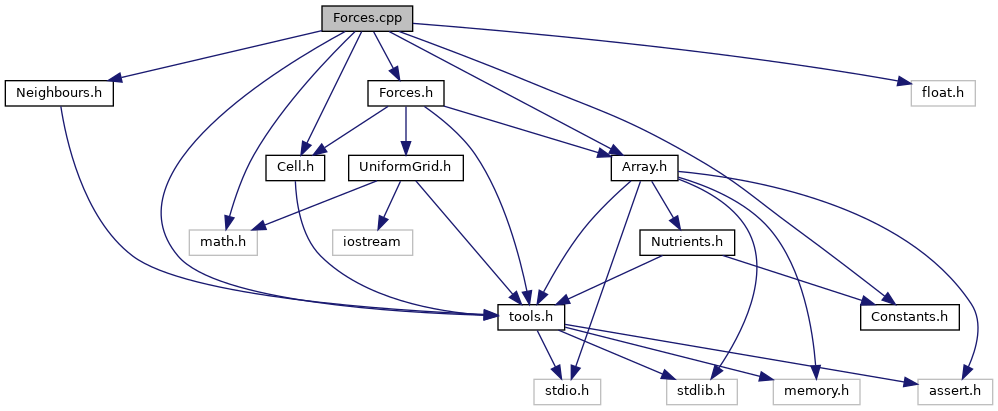 Forces.cpp
Neighbours.h
Forces.h
float.h
Cell.h
UniformGrid.h
Array.h
math.h
iostream
Nutrients.h
tools.h
Constants.h
stdio.h
stdlib.h
memory.h
assert.h